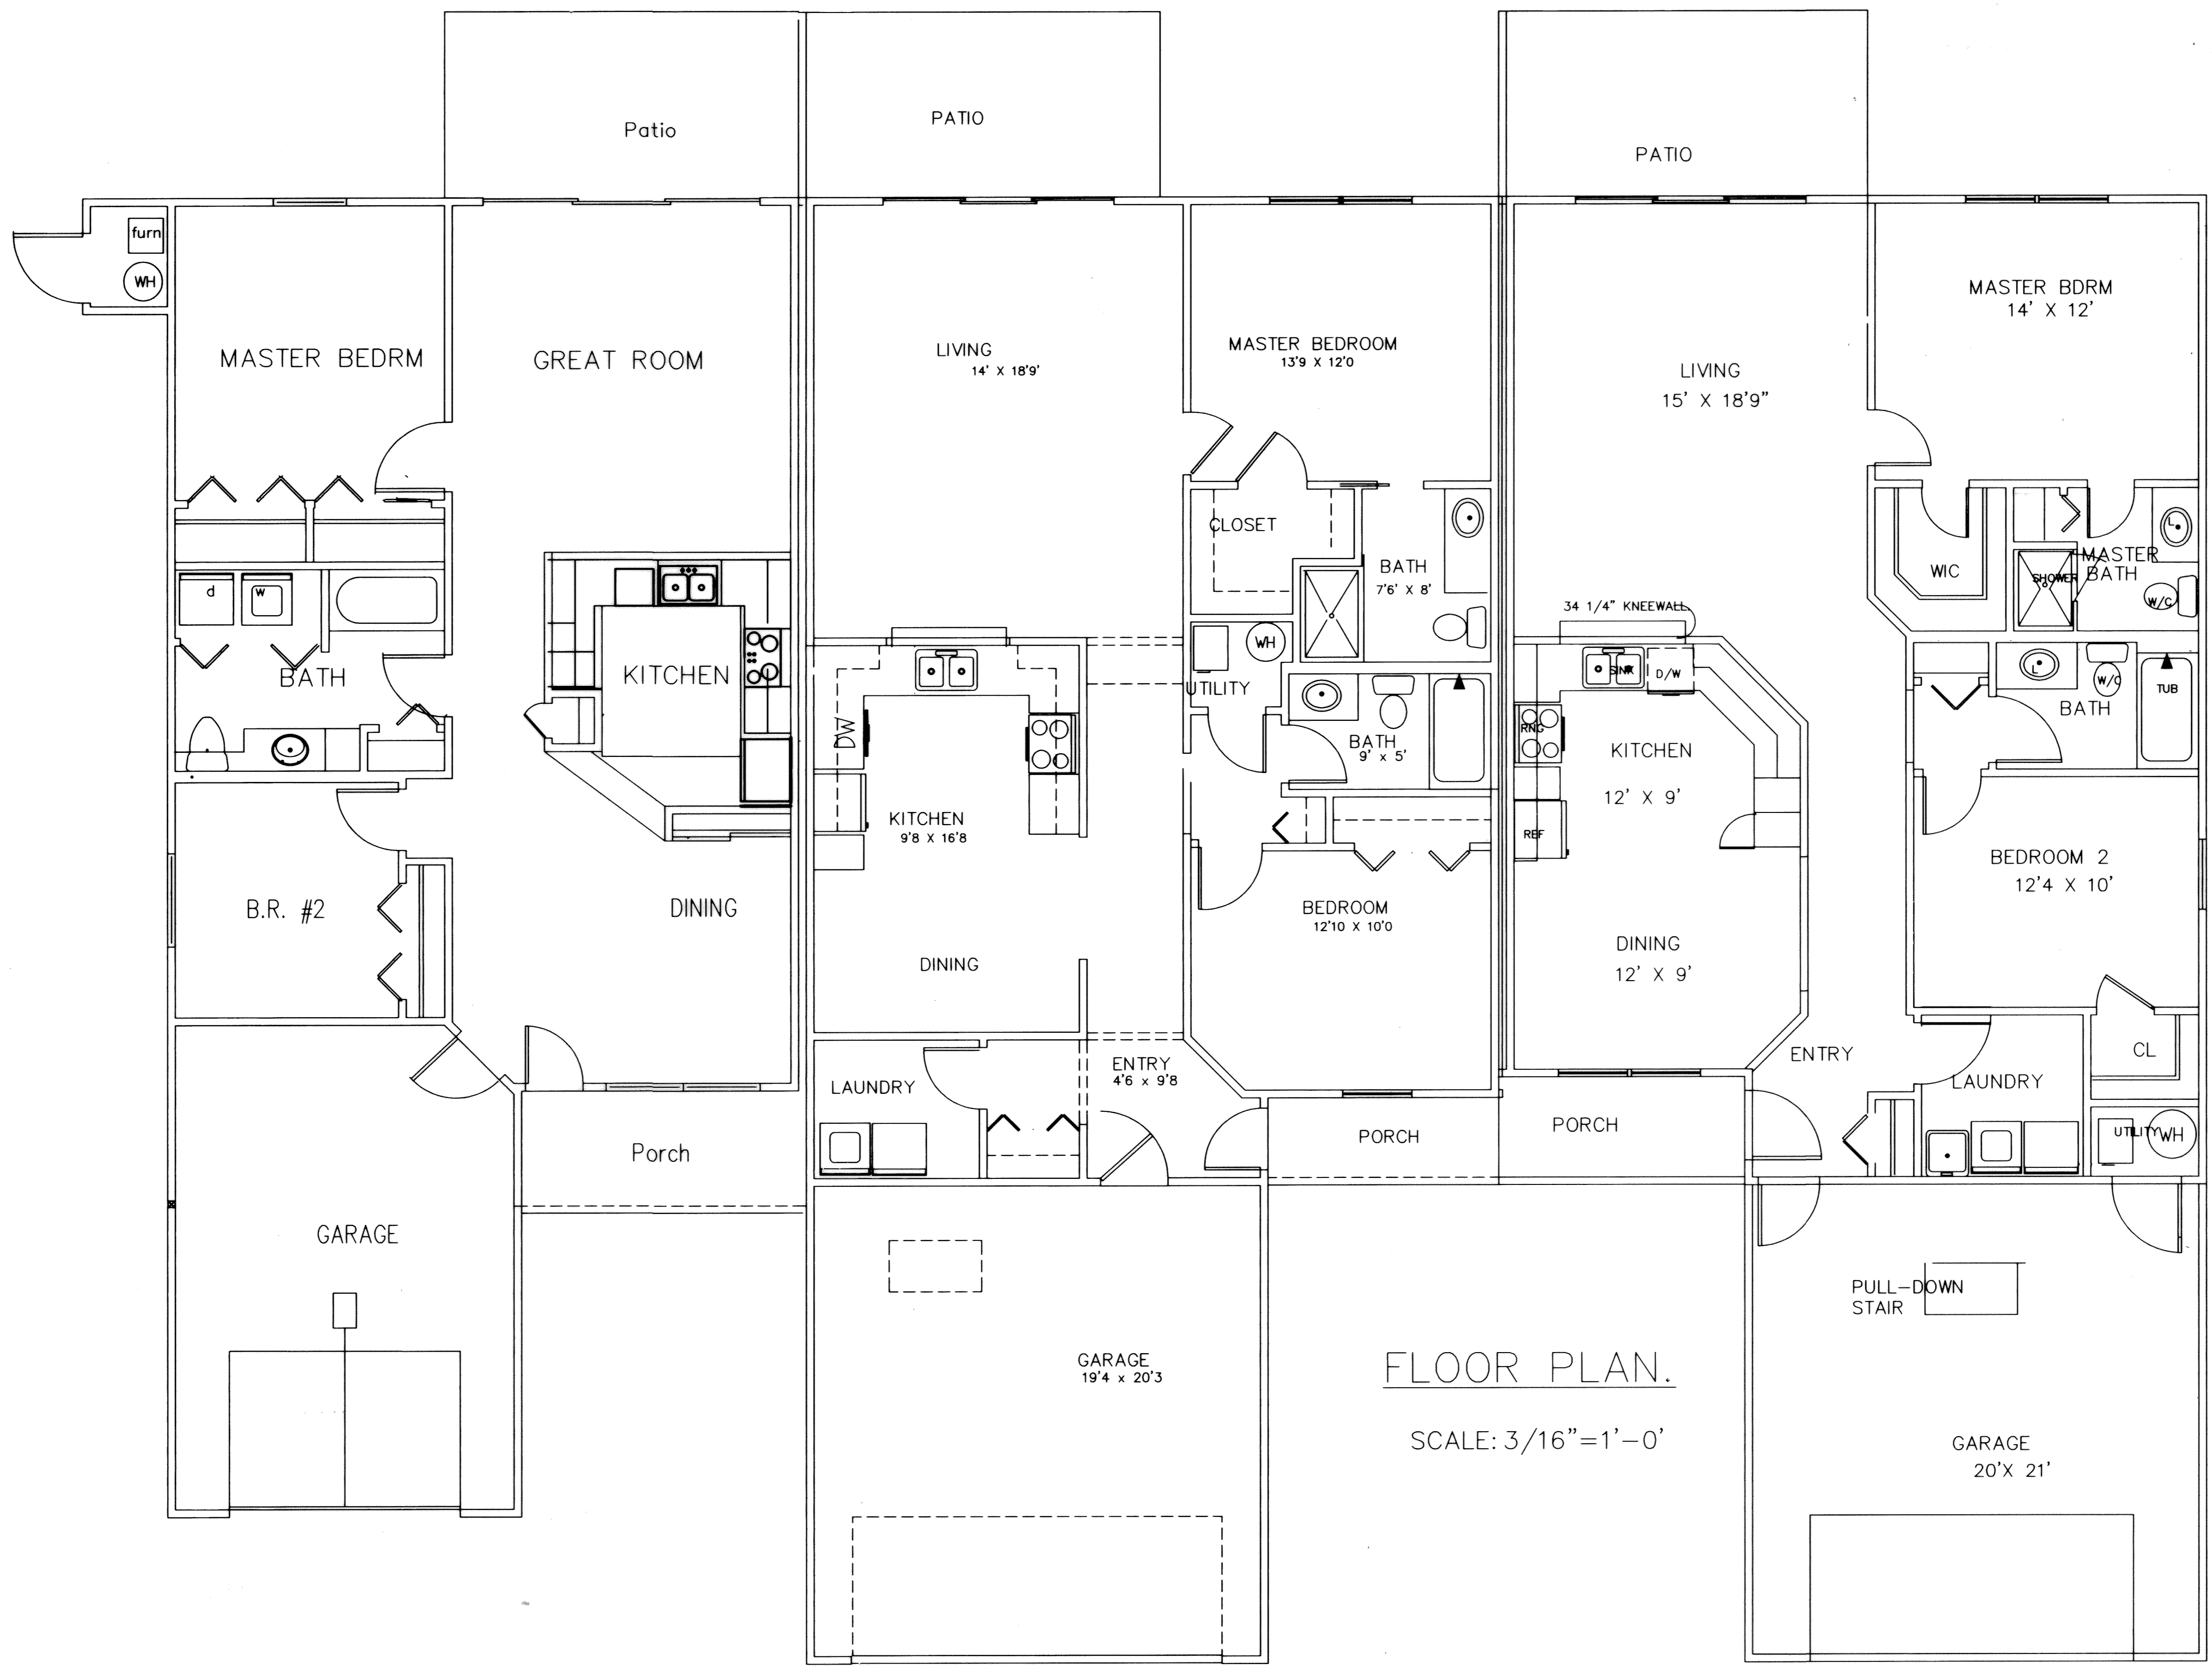 Patio
furn
WH
MASTER BEDRM
GREAT ROOM
d
w
BATH
KITCHEN
B.R. #2
DINING
Porch
GARAGE
PATIO
LIVING
14' X 18'9'
MASTER BEDROOM
13'9 X 12'0
CLOSET
BATH
7'6' X 8'
WH
UTILITY
BATH
9' x 5'
DW
KITCHEN
9'8 X 16'8
DINING
BEDROOM
12'10 X 10'0
LAUNDRY
ENTRY
4'6 x 9'8
PORCH
GARAGE
19'4 x 20'3
PATIO
LIVING
15' X 18'9"
MASTER BDRM
14' X 12'
WIC
L
MASTER
BATH
SHOWER
W/C
34 1/4" KNEEWALL
SINK
D/W
RNG
REF
KITCHEN
12' X 9'
L
W/C
TUB
BATH
BEDROOM 2
12'4 X 10'
DINING
12' X 9'
ENTRY
CL
LAUNDRY
UTILITY
WH
PORCH
PULL-DOWN
STAIR
GARAGE
20'X 21'
FLOOR PLAN.
SCALE: 3/16"=1'-0'